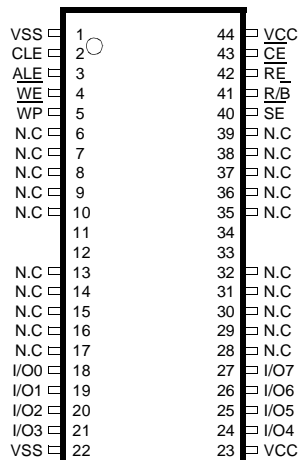 VSS 1 44 VCC
CLE 2 43 CE
ALE 3 42 RE
WE 4 41 R/B
WP 5 40 SE
N.C 6 39 N.C
N.C 7 38 N.C
N.C 8 37 N.C
N.C 9 36 N.C
N.C 10 35 N.C
11 34
12 33
N.C 13 32 N.C
N.C 14 31 N.C
N.C 15 30 N.C
N.C 16 29 N.C
N.C 17 28 N.C
I/O0 18 27 I/O7
I/O1 19 26 I/O6
I/O2 20 25 I/O5
I/O3 21 24 I/O4
VSS 22 23 VCC